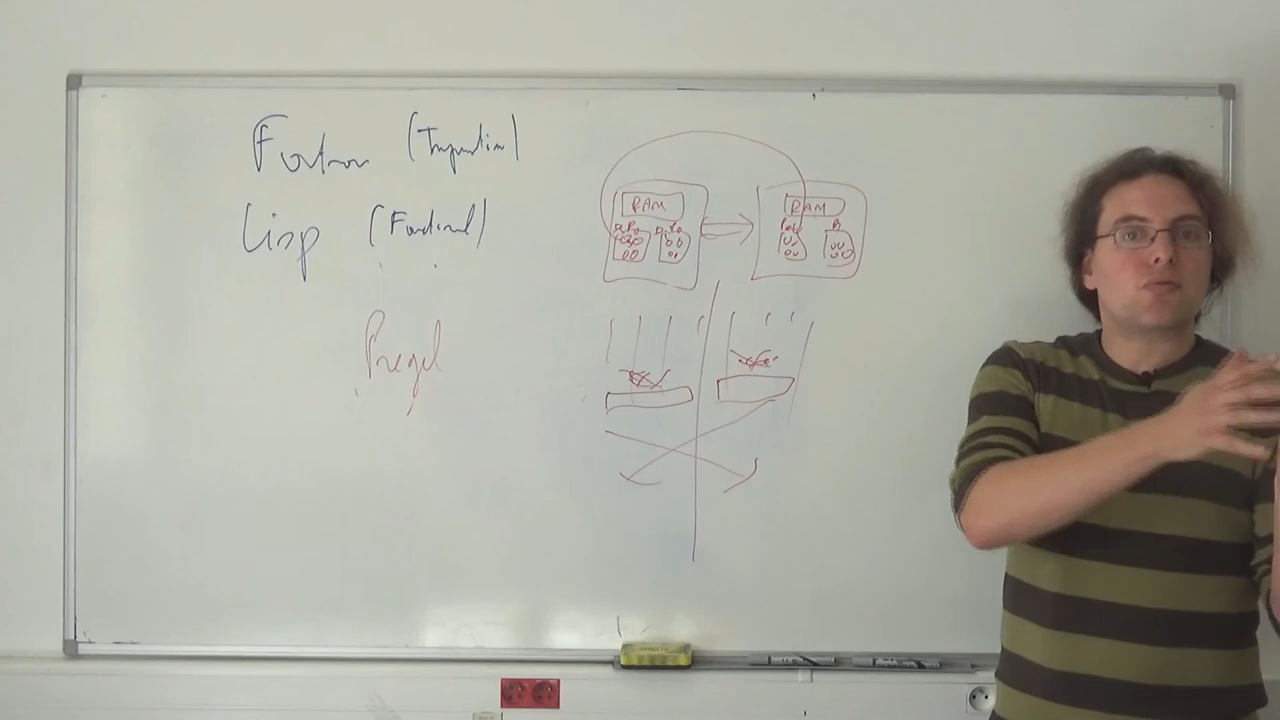 Fortran (Imperative)
Lisp (Functional)
Pregel
RAM
RAM